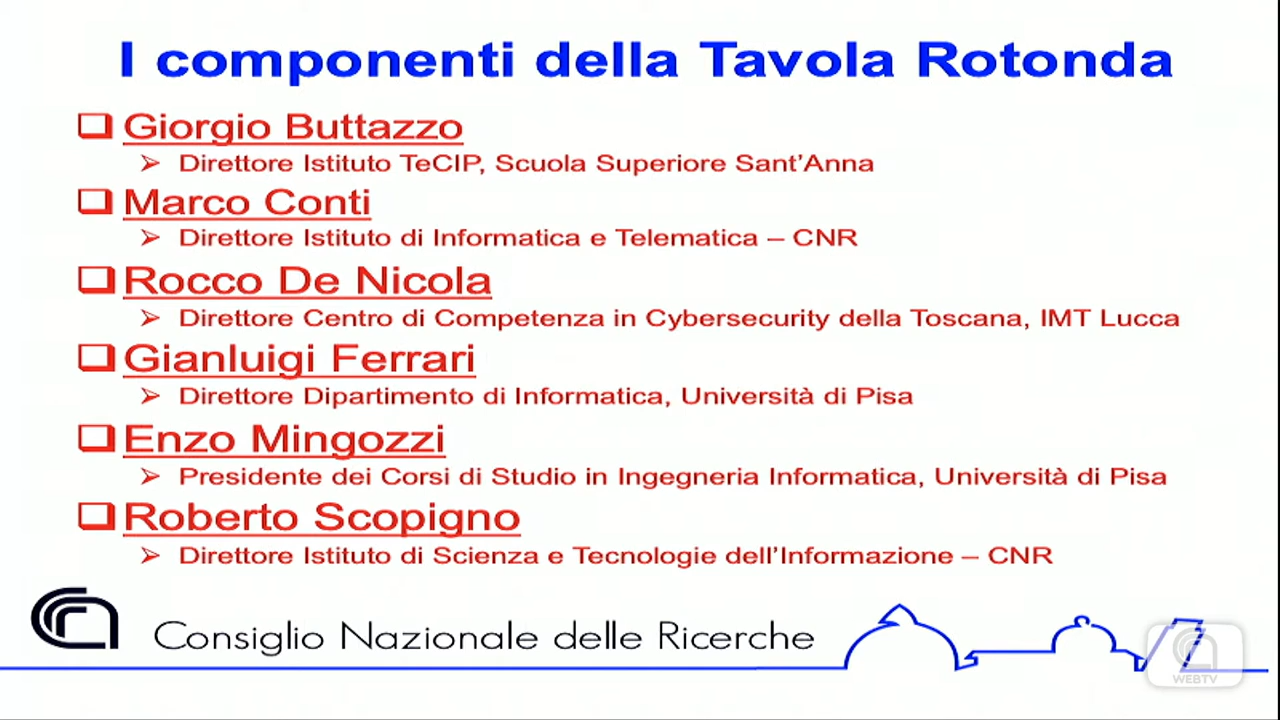 I componenti della Tavola Rotonda
Giorgio Buttazzo
Direttore Istituto TeCIP, Scuola Superiore Sant'Anna
Marco Conti
Direttore Istituto di Informatica e Telematica – CNR
Rocco De Nicola
Direttore Centro di Competenza in Cybersecurity della Toscana, IMT Lucca
Gianluigi Ferrari
Direttore Dipartimento di Informatica, Università di Pisa
Enzo Mingozzi
Presidente dei Corsi di Studio in Ingegneria Informatica, Università di Pisa
Roberto Scopigno
Direttore Istituto di Scienza e Tecnologie dell'Informazione – CNR
Consiglio Nazionale delle Ricerche
WEBTV